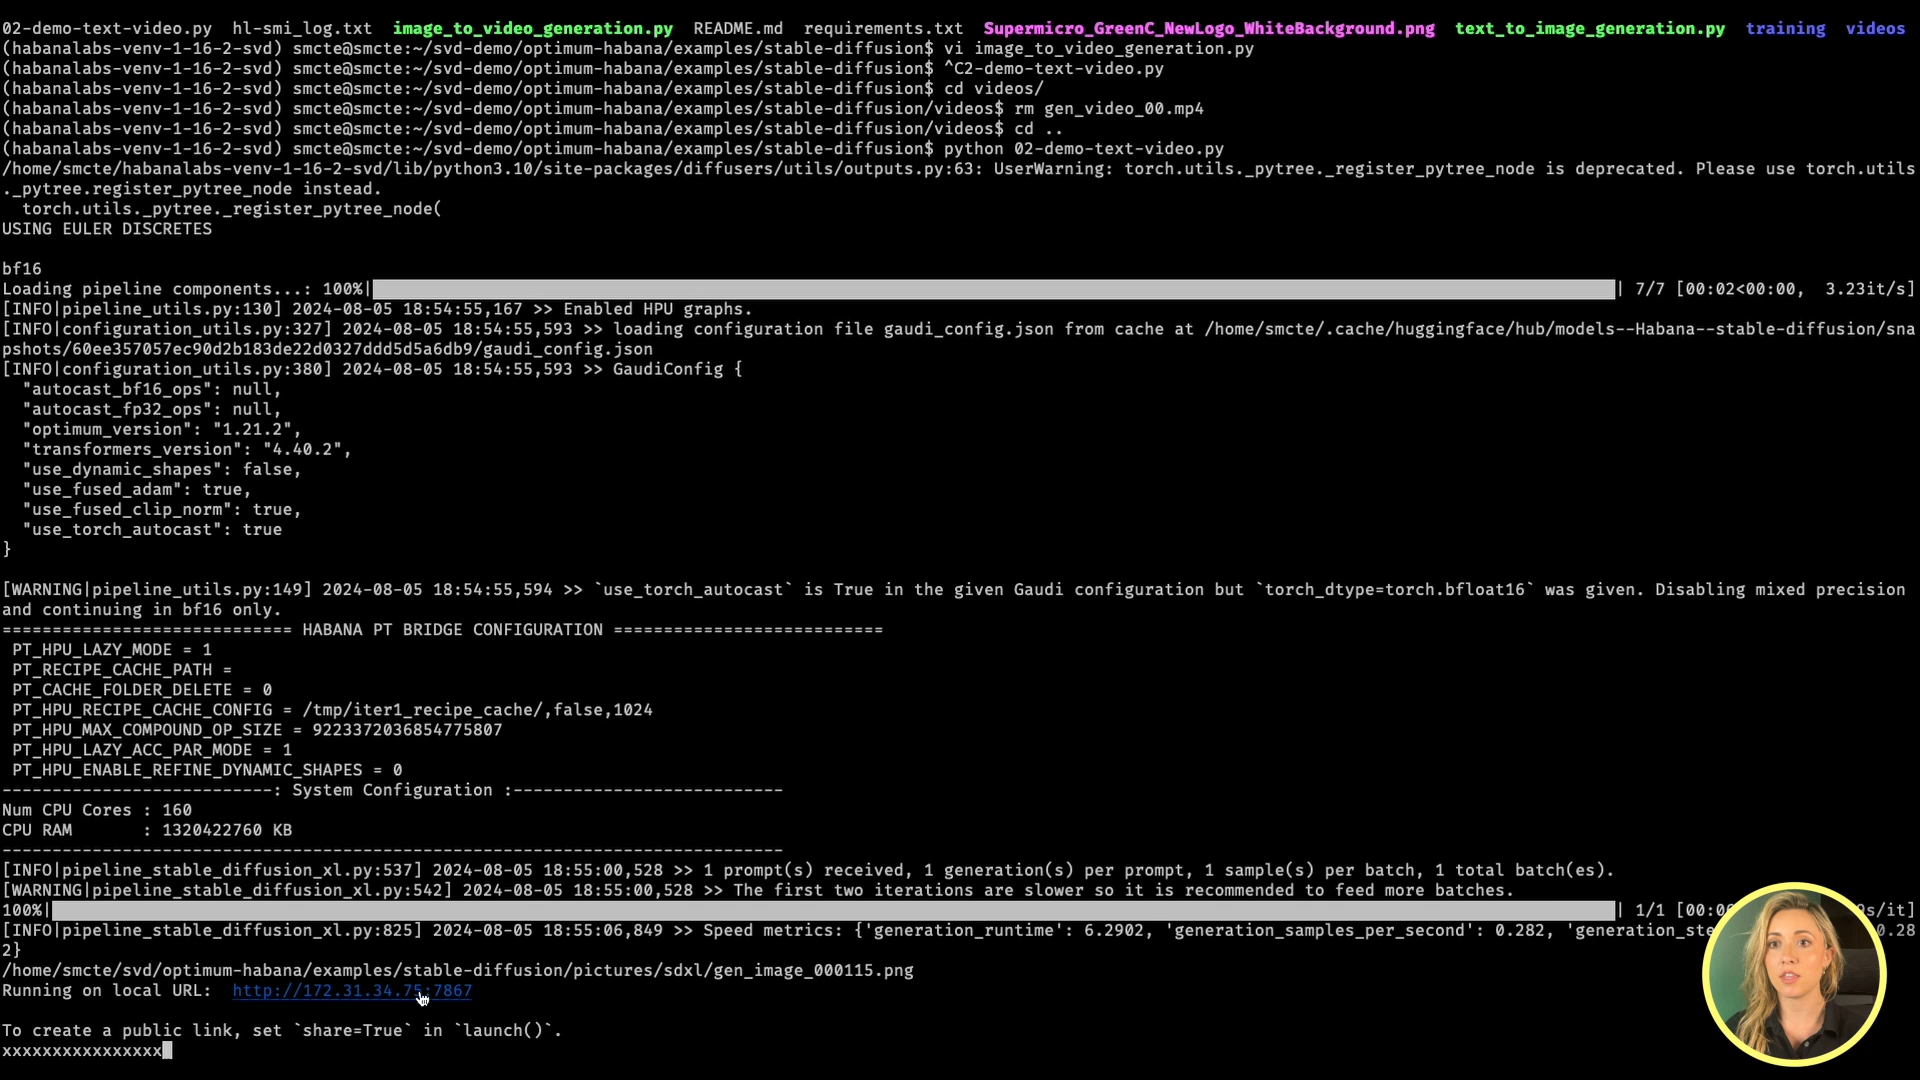 02-demo-text-video.py  hl-smi_log.txt  image_to_video_generation.py  README.md  requirements.txt  Supermicro_GreenC_NewLogo_WhiteBackground.png  text_to_image_generation.py  training  videos
(habanalabs-venv-1-16-2-svd) smcte@smcte:~/svd-demo/optimum-habana/examples/stable-diffusion$ vi image_to_video_generation.py
(habanalabs-venv-1-16-2-svd) smcte@smcte:~/svd-demo/optimum-habana/examples/stable-diffusion$ ^C2-demo-text-video.py
(habanalabs-venv-1-16-2-svd) smcte@smcte:~/svd-demo/optimum-habana/examples/stable-diffusion$ cd videos/
(habanalabs-venv-1-16-2-svd) smcte@smcte:~/svd-demo/optimum-habana/examples/stable-diffusion/videos$ rm gen_video_00.mp4
(habanalabs-venv-1-16-2-svd) smcte@smcte:~/svd-demo/optimum-habana/examples/stable-diffusion/videos$ cd ..
(habanalabs-venv-1-16-2-svd) smcte@smcte:~/svd-demo/optimum-habana/examples/stable-diffusion$ python 02-demo-text-video.py
/home/smcte/habanalabs-venv-1-16-2-svd/lib/python3.10/site-packages/diffusers/utils/outputs.py:63: UserWarning: torch.utils._pytree._register_pytree_node is deprecated. Please use torch.utils
._pytree.register_pytree_node instead.
  torch.utils._pytree._register_pytree_node(
USING EULER DISCRETES
bf16
Loading pipeline components...: 100%| | 7/7 [00:02<00:00,  3.23it/s]
[INFO|pipeline_utils.py:130] 2024-08-05 18:54:55,167 >> Enabled HPU graphs.
[INFO|configuration_utils.py:327] 2024-08-05 18:54:55,593 >> loading configuration file gaudi_config.json from cache at /home/smcte/.cache/huggingface/hub/models--Habana--stable-diffusion/sna
pshots/60ee357057ec90d2b183de22d0327ddd5d5a6db9/gaudi_config.json
[INFO|configuration_utils.py:380] 2024-08-05 18:54:55,593 >> GaudiConfig {
  "autocast_bf16_ops": null,
  "autocast_fp32_ops": null,
  "optimum_version": "1.21.2",
  "transformers_version": "4.40.2",
  "use_dynamic_shapes": false,
  "use_fused_adam": true,
  "use_fused_clip_norm": true,
  "use_torch_autocast": true
}
[WARNING|pipeline_utils.py:149] 2024-08-05 18:54:55,594 >> `use_torch_autocast` is True in the given Gaudi configuration but `torch_dtype=torch.bfloat16` was given. Disabling mixed precision
and continuing in bf16 only.
============================= HABANA PT BRIDGE CONFIGURATION ===========================
 PT_HPU_LAZY_MODE = 1
 PT_RECIPE_CACHE_PATH =
 PT_CACHE_FOLDER_DELETE = 0
 PT_HPU_RECIPE_CACHE_CONFIG = /tmp/iter1_recipe_cache/,false,1024
 PT_HPU_MAX_COMPOUND_OP_SIZE = 9223372036854775807
 PT_HPU_LAZY_ACC_PAR_MODE = 1
 PT_HPU_ENABLE_REFINE_DYNAMIC_SHAPES = 0
---------------------------: System Configuration :---------------------------
Num CPU Cores : 160
CPU RAM       : 1320422760 KB
------------------------------------------------------------------------------
[INFO|pipeline_stable_diffusion_xl.py:537] 2024-08-05 18:55:00,528 >> 1 prompt(s) received, 1 generation(s) per prompt, 1 sample(s) per batch, 1 total batch(es).
[WARNING|pipeline_stable_diffusion_xl.py:542] 2024-08-05 18:55:00,528 >> The first two iterations are slower so it is recommended to feed more batches.
100%| | 1/1 [00:0 s/it]
[INFO|pipeline_stable_diffusion_xl.py:825] 2024-08-05 18:55:06,849 >> Speed metrics: {'generation_runtime': 6.2902, 'generation_samples_per_second': 0.282, 'generation_ste 0.28
2}
/home/smcte/svd/optimum-habana/examples/stable-diffusion/pictures/sdxl/gen_image_000115.png
Running on local URL:  http://172.31.34.75:7867
To create a public link, set `share=True` in `launch()`.
xxxxxxxxxxxxxxxx